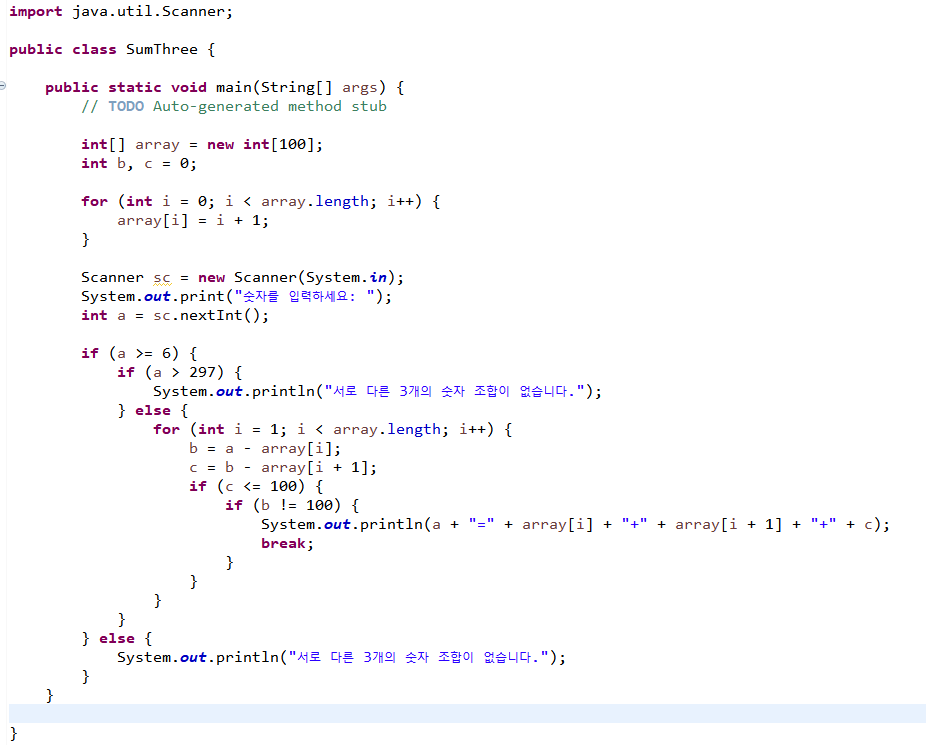 import java.util.Scanner;
public class SumThree {
public static void main(String[] args) {
// TODO Auto-generated method stub
int[] array = new int[100];
int b, c = 0;
for (int i = 0; i < array.length; i++) {
array[i] = i + 1;
}
Scanner sc = new Scanner(System.in);
System.out.print("숫자를 입력하세요: ");
int a = sc.nextInt();
if (a >= 6) {
if (a > 297) {
System.out.println("서로 다른 3개의 숫자 조합이 없습니다.");
} else {
for (int i = 1; i < array.length; i++) {
b = a - array[i];
c = b - array[i + 1];
if (c <= 100) {
if (b != 100) {
System.out.println(a + "=" + array[i] + "+" + array[i + 1] + "+" + c);
break;
}
}
}
}
} else {
System.out.println("서로 다른 3개의 숫자 조합이 없습니다.");
}
}
}